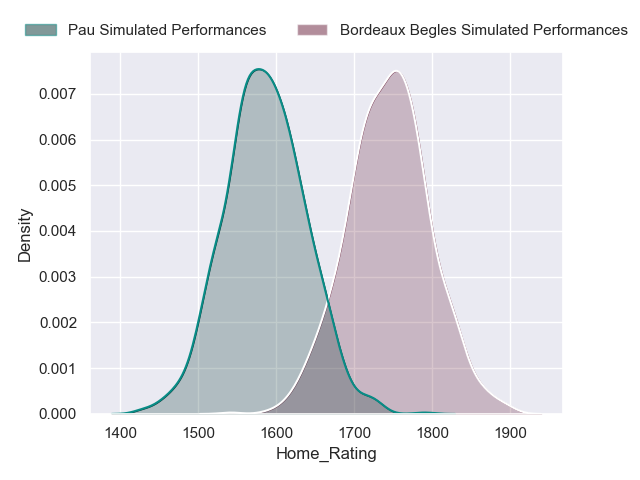 Pau Simulated Performances
Bordeaux Begles Simulated Performances
0.007
0.006
0.005
0.004
0.003
0.002
0.001
0.000
Density
1400 1500 1600 1700 1800 1900
Home_Rating